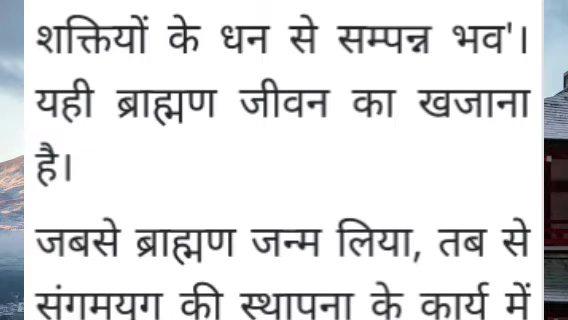 शक्तियों के धन से सम्पन्न भव'।
यही ब्राह्मण जीवन का खजाना
है।
जबसे ब्राह्मण जन्म लिया, तब से
संगमयुग की स्थापना के कार्य में